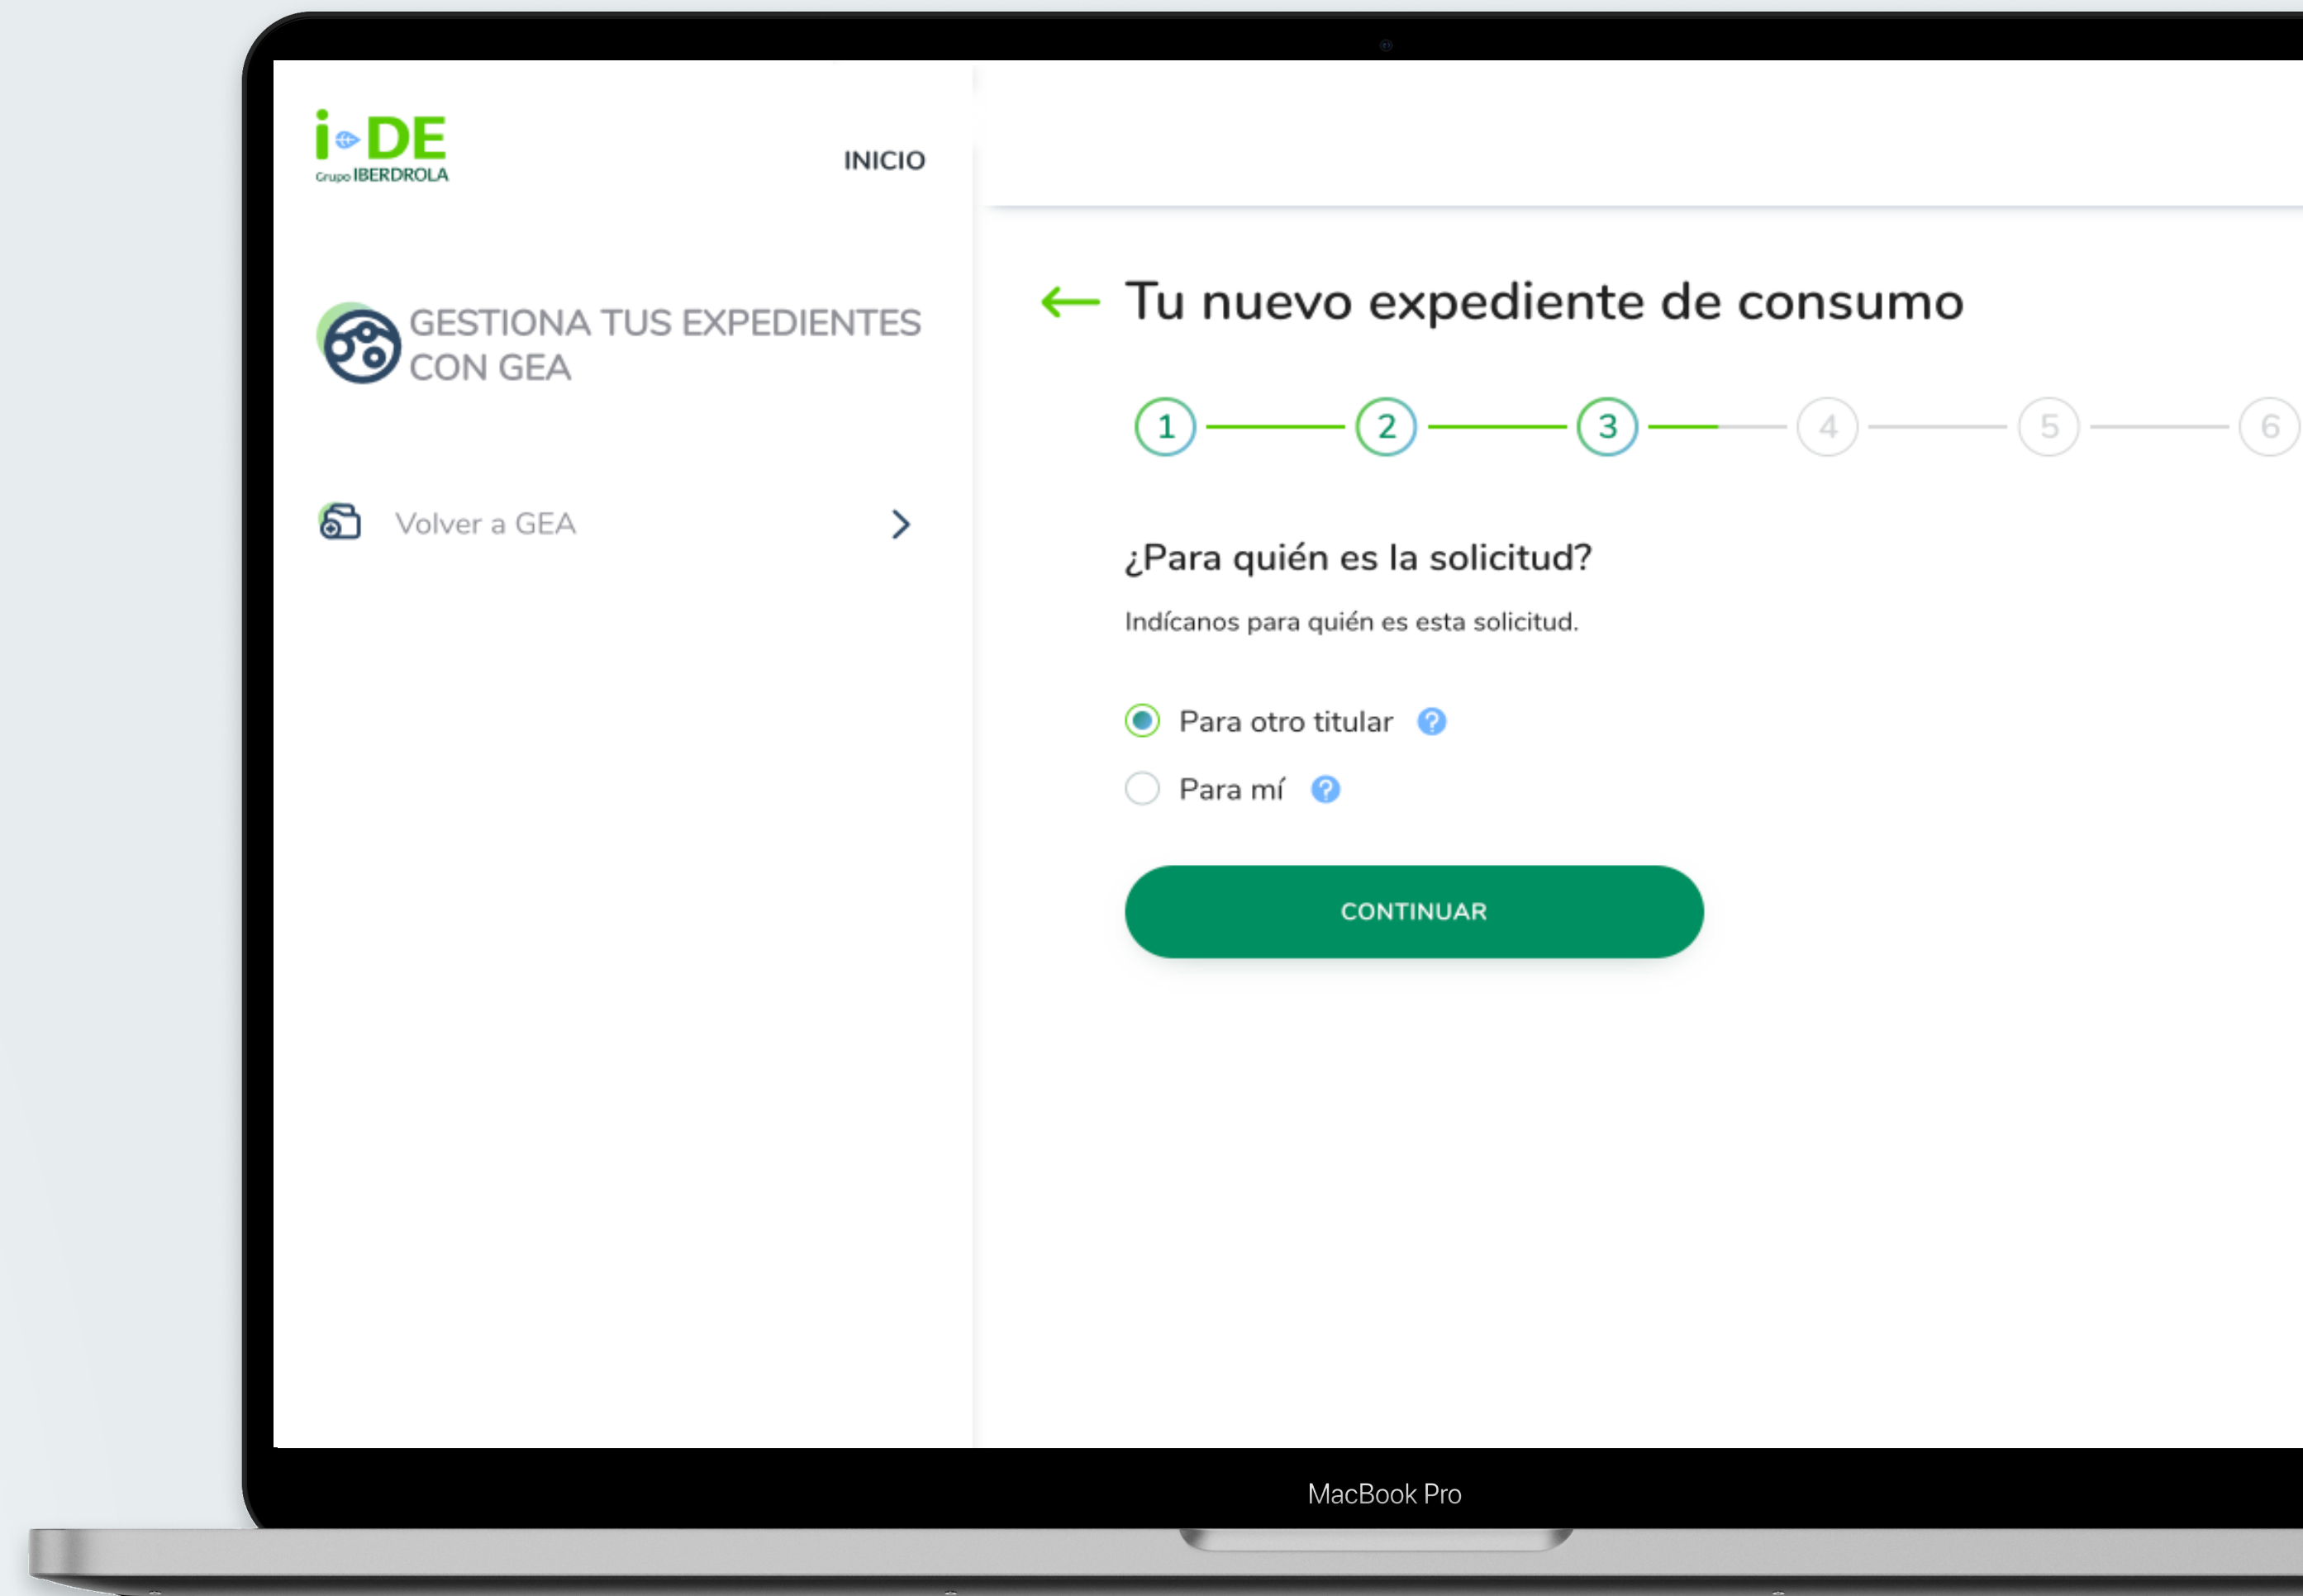 i DE
Grupo IBERDROLA
INICIO
GESTIONA TUS EXPEDIENTES
CON GEA
Volver a GEA
Tu nuevo expediente de consumo
1 2 3 4 5 6
¿Para quién es la solicitud?
Indícanos para quién es esta solicitud.
Para otro titular ?
Para mí ?
CONTINUAR
MacBook Pro